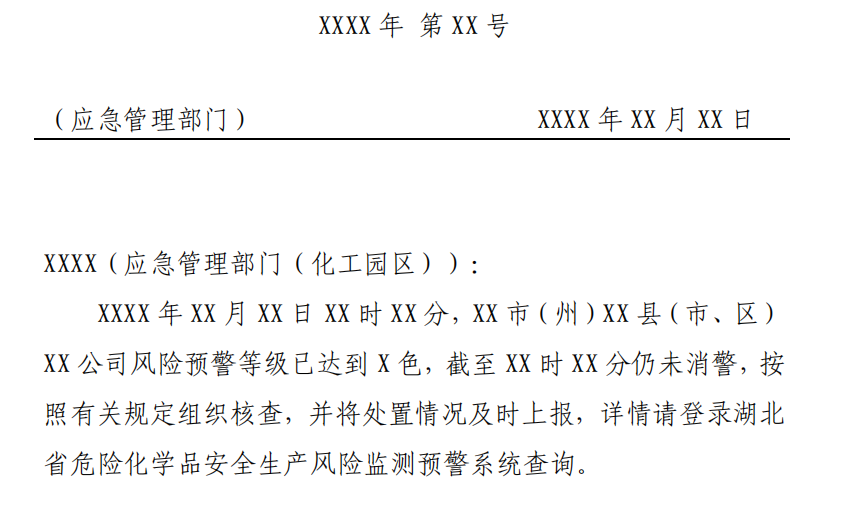 XXXX 年 第 XX 号
（应急管理部门） XXXX 年 XX 月 XX 日
XXXX（应急管理部门（化工园区））：
XXXX 年 XX 月 XX 日 XX 时 XX 分，XX 市（州）XX 县（市、区）
XX 公司风险预警等级已达到 X 色，截至 XX 时 XX 分仍未消警，按
照有关规定组织核查，并将处置情况及时上报，详情请登录湖北
省危险化学品安全生产风险监测预警系统查询。